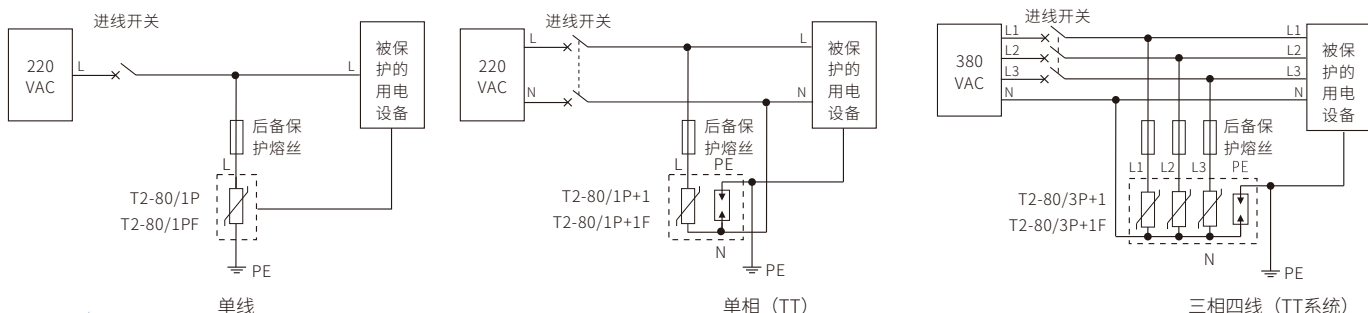 进线开关
220
VAC
L
L
被保
护的
用电
设备
后备保
护熔丝
L
T2-80/1P
T2-80/1PF
PE
单线
进线开关
220
VAC
L
N
L
N
被保
护的
用电
设备
后备保
护熔丝
L
PE
T2-80/1P+1
T2-80/1P+1F
N
PE
单相（TT）
进线开关
380
VAC
L1
L2
L3
N
L1
L2
L3
N
被保
护的
用电
设备
后备保
护熔丝
L1
L2
L3
PE
T2-80/3P+1
T2-80/3P+1F
N
PE
三相四线（TT系统）